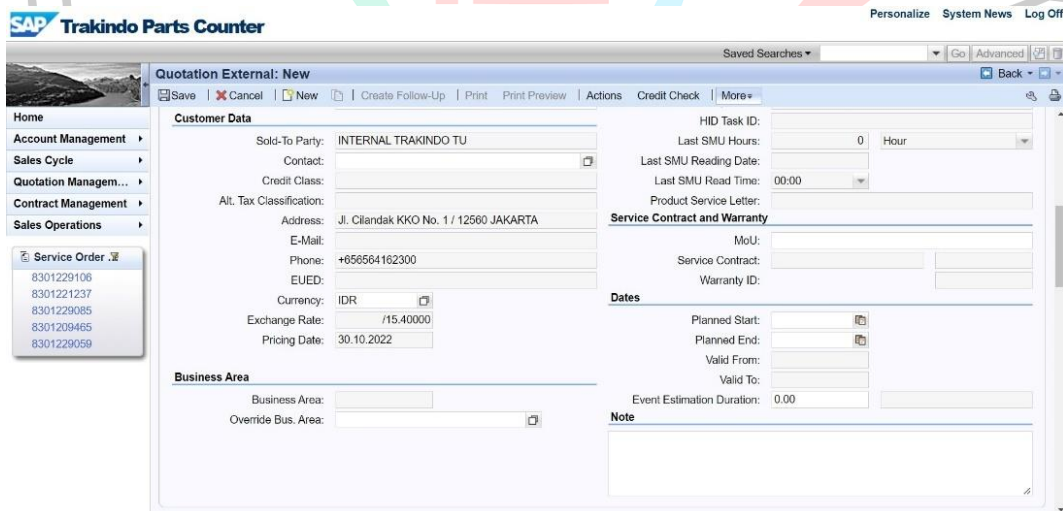 Personalize System News Log Off
SAP Trakindo Parts Counter
Saved Searches Go Advanced
Quotation External: New Back
Save Cancel New Create Follow-Up Print Print Preview Actions Credit Check More
Home
Account Management
Sales Cycle
Quotation Managem...
Contract Management
Sales Operations
Service Order
8301229106
8301221237
8301229085
8301209465
8301229059
Customer Data
Sold-To Party: INTERNAL TRAKINDO TU
Contact:
Credit Class:
Alt. Tax Classification:
Address: Jl. Cilandak KKO No. 1 / 12560 JAKARTA
E-Mail:
Phone: +656564162300
EUED:
Currency: IDR
Exchange Rate: /15.40000
Pricing Date: 30.10.2022
Business Area
Business Area:
Override Bus. Area:
HID Task ID:
Last SMU Hours: 0 Hour
Last SMU Reading Date:
Last SMU Read Time: 00:00
Product Service Letter:
Service Contract and Warranty
MoU:
Service Contract:
Warranty ID:
Dates
Planned Start:
Planned End:
Valid From:
Valid To:
Event Estimation Duration: 0.00
Note